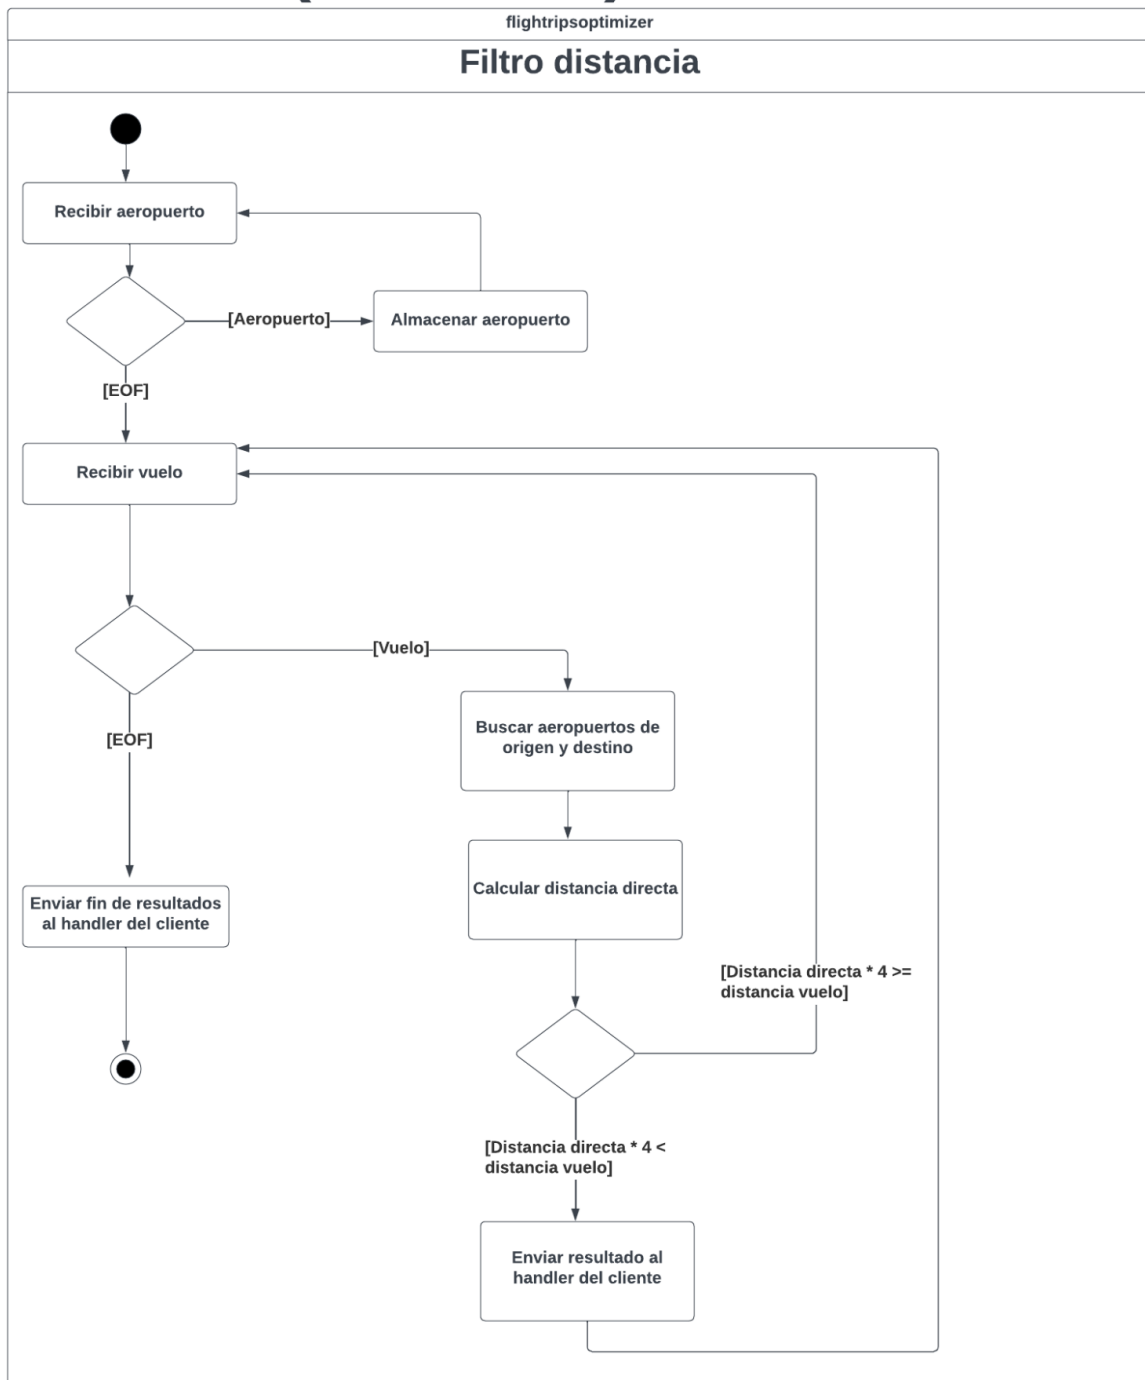 flightripsoptimizer
Filtro distancia
Recibir aeropuerto
[Aeropuerto]
Almacenar aeropuerto
[EOF]
Recibir vuelo
[Vuelo]
Buscar aeropuertos de
origen y destino
[EOF]
Calcular distancia directa
Enviar fin de resultados
al handler del cliente
[Distancia directa * 4 >=
distancia vuelo]
[Distancia directa * 4 <
distancia vuelo]
Enviar resultado al
handler del cliente